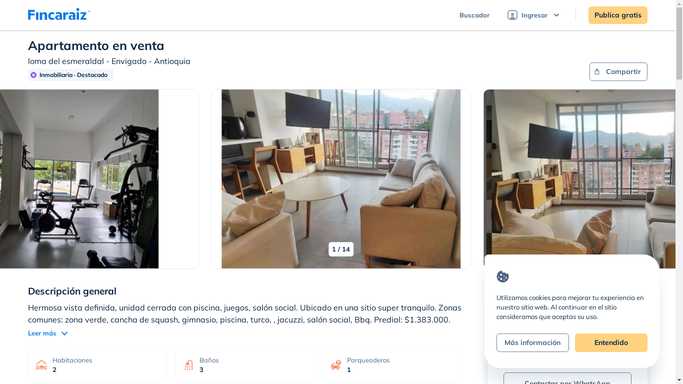 Fincaraiz
Buscador
Ingresar
Publica gratis
Apartamento en venta
loma del esmeraldal - Envigado - Antioquia
Inmobiliaria - Destacado
Compartir
1 / 14
Descripción general
Hermosa vista definida, unidad cerrada con piscina, juegos, salón social. Ubicado en una sitio super tranquilo. Zonas
comunes: zona verde, cancha de squash, gimnasio, piscina, turco, , jacuzzi, salón social, Bbq. Predial: $1.383.000.
Leer más
Habitaciones
2
Baños
3
Parqueaderos
1
Utilizamos cookies para mejorar tu experiencia en
nuestro sitio web. Al continuar en el sitio
consideramos que aceptas su uso.
Más información
Entendido
Contactar por WhatsApp